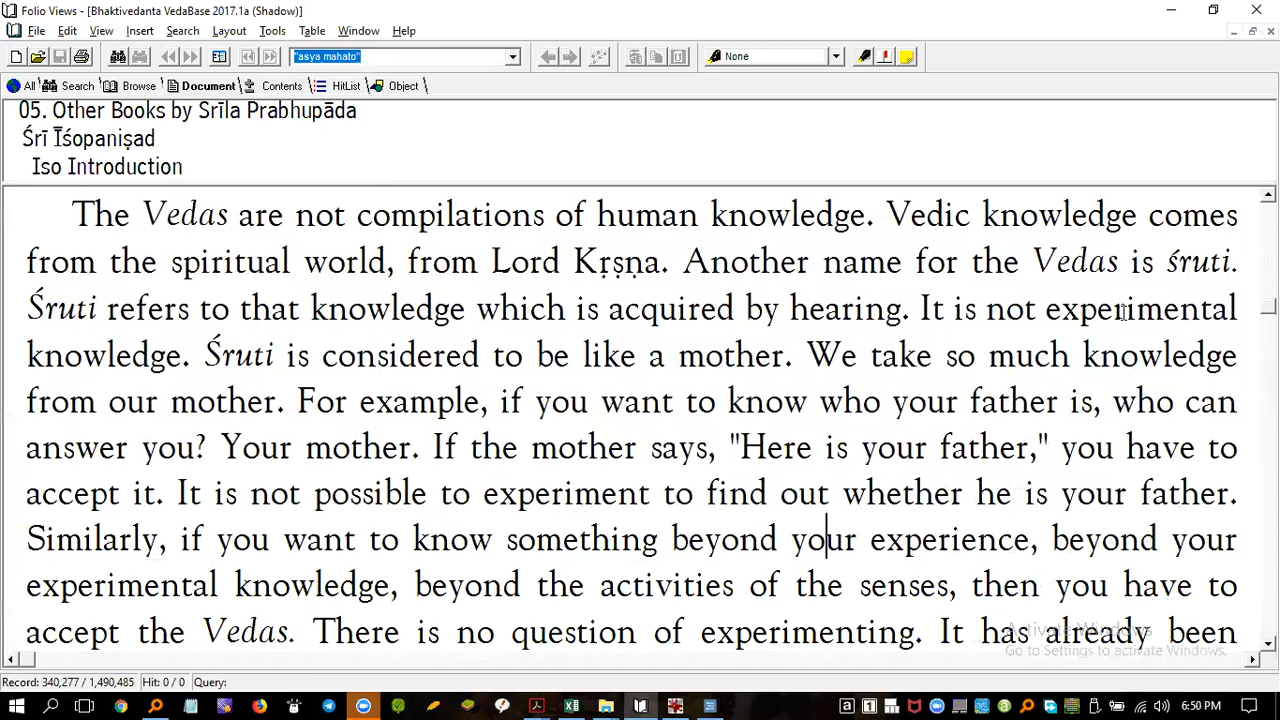 Folio Views - [Bhaktivedanta VedaBase 2017.1a (Shadow)]
File Edit View Insert Search Layout Tools Table Window Help
"asya mahato" None
All Search Browse Document Contents HitList Object
05. Other Books by Srīla Prabhupāda
Śrī Īśopaniṣad
Iso Introduction
The Vedas are not compilations of human knowledge. Vedic knowledge comes
from the spiritual world, from Lord Kṛṣṇa. Another name for the Vedas is śruti.
Śruti refers to that knowledge which is acquired by hearing. It is not experimental
knowledge. Śruti is considered to be like a mother. We take so much knowledge
from our mother. For example, if you want to know who your father is, who can
answer you? Your mother. If the mother says, "Here is your father," you have to
accept it. It is not possible to experiment to find out whether he is your father.
Similarly, if you want to know something beyond your experience, beyond your
experimental knowledge, beyond the activities of the senses, then you have to
accept the Vedas. There is no question of experimenting. It has already been
Activate Windows
Go to Settings to activate Windows.
Record: 340,277 / 1,490,485 Hit: 0 / 0 Query:
6:50 PM